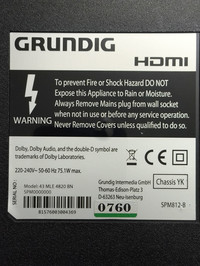 GRUNDIG
HDMI
To prevent Fire or Shock Hazard DO NOT
Expose this Appliance to Rain or Moisture.
Always Remove Mains plug from wall socket
when not in use or before any service operation.
Never Remove Covers unless qualified to do so.
WARNING
Dolby, Dolby Audio, and the double-D symbol are
trademarks of Dolby Laboratories.
220-240V~ 50-60 Hz 75.1W max.
Model: 43 MLE 4820 BN
SPM0000000
SERIAL NUMBER
Grundig Intermedia GmbH
Thomas-Edison-Platz 3
D-63263 Neu-Isenburg
CE
Chassis YK
0760
SPM812-B